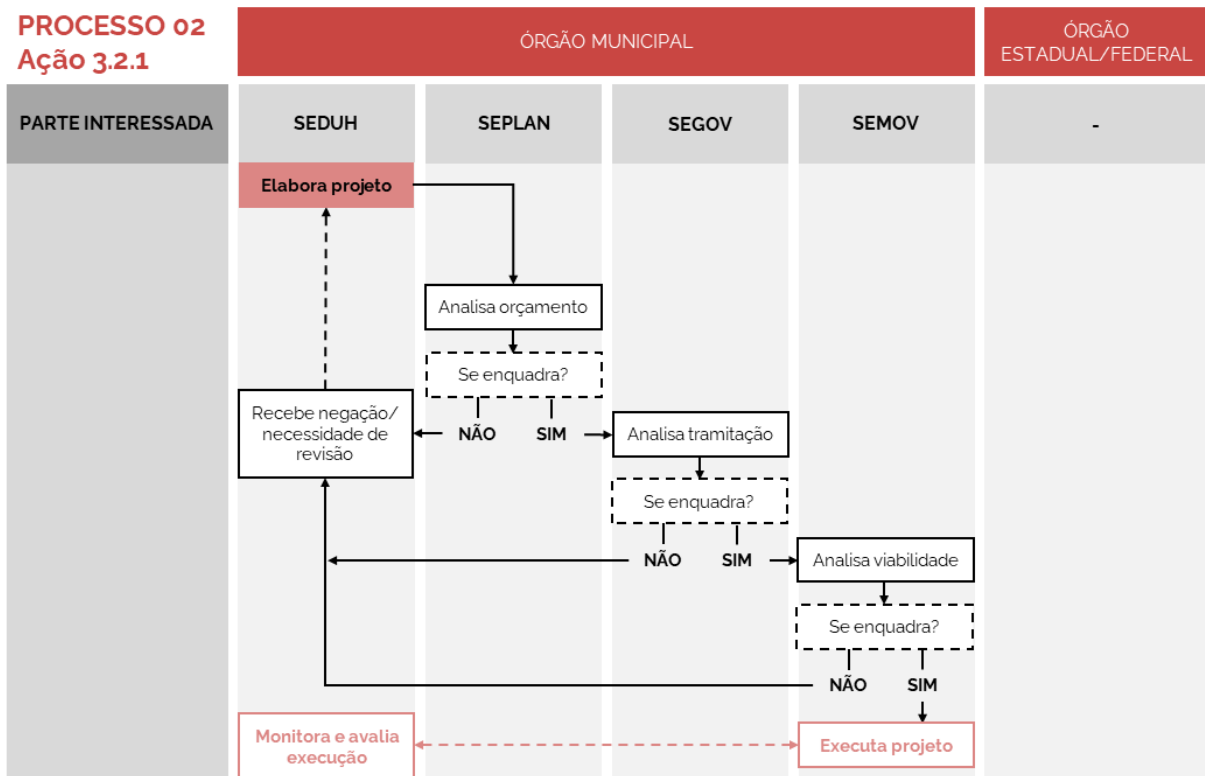 PROCESSO 02
Ação 3.2.1
ÓRGÃO MUNICIPAL
ÓRGÃO
ESTADUAL/FEDERAL
PARTE INTERESSADA
SEDUH
SEPLAN
SEGOV
SEMOV
-
Elabora projeto
Analisa orçamento
Se enquadra?
Recebe negação/
necessidade de
revisão
NÃO
SIM
Analisa tramitação
Se enquadra?
NÃO
SIM
Analisa viabilidade
Se enquadra?
NÃO
SIM
Monitora e avalia
execução
Executa projeto